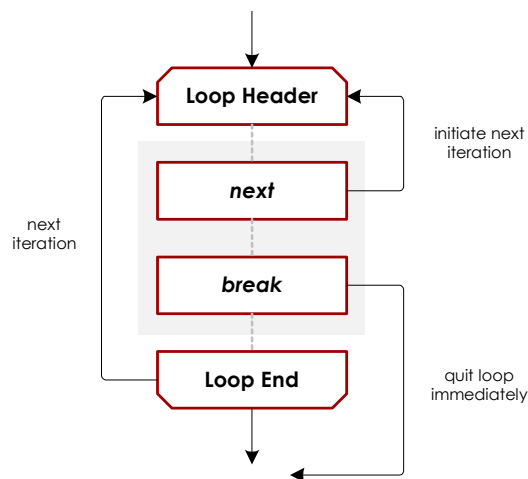 Loop Header
initiate next
iteration
next
next
iteration
break
Loop End
quit loop
immediately